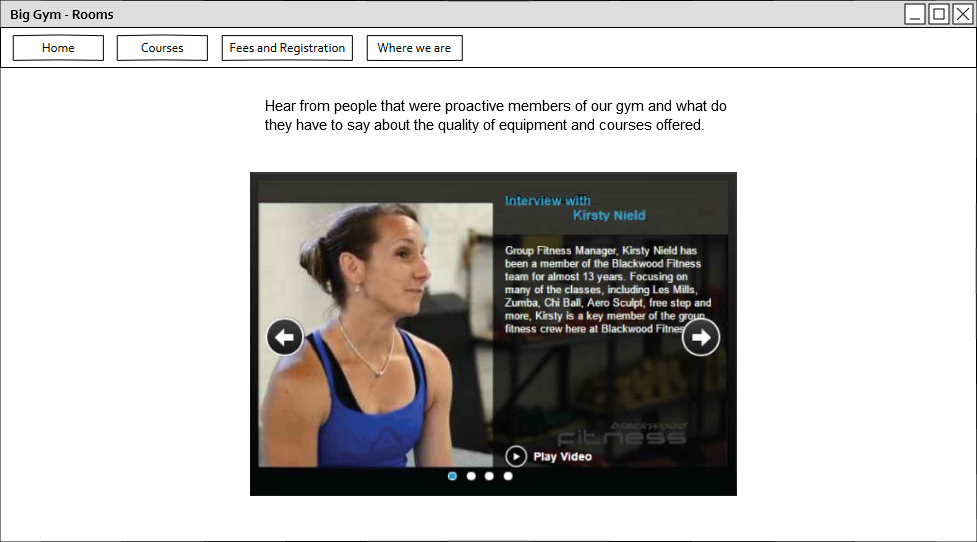 Big Gym - Rooms
Home
Courses
Fees and Registration
Where we are
Hear from people that were proactive members of our gym and what do
they have to say about the quality of equipment and courses offered.
Interview with
Kirsty Nield
Group Fitness Manager, Kirsty Nield has
been a member of the Blackwood Fitness
team for almost 13 years. Focusing on
many of the classes, including Les Mills,
Zumba, Chi Ball, Aero Sculpt, free step and
more, Kirsty is a key member of the group
fitness crew here at Blackwood Fitness
blackwood
fitness
Play Video